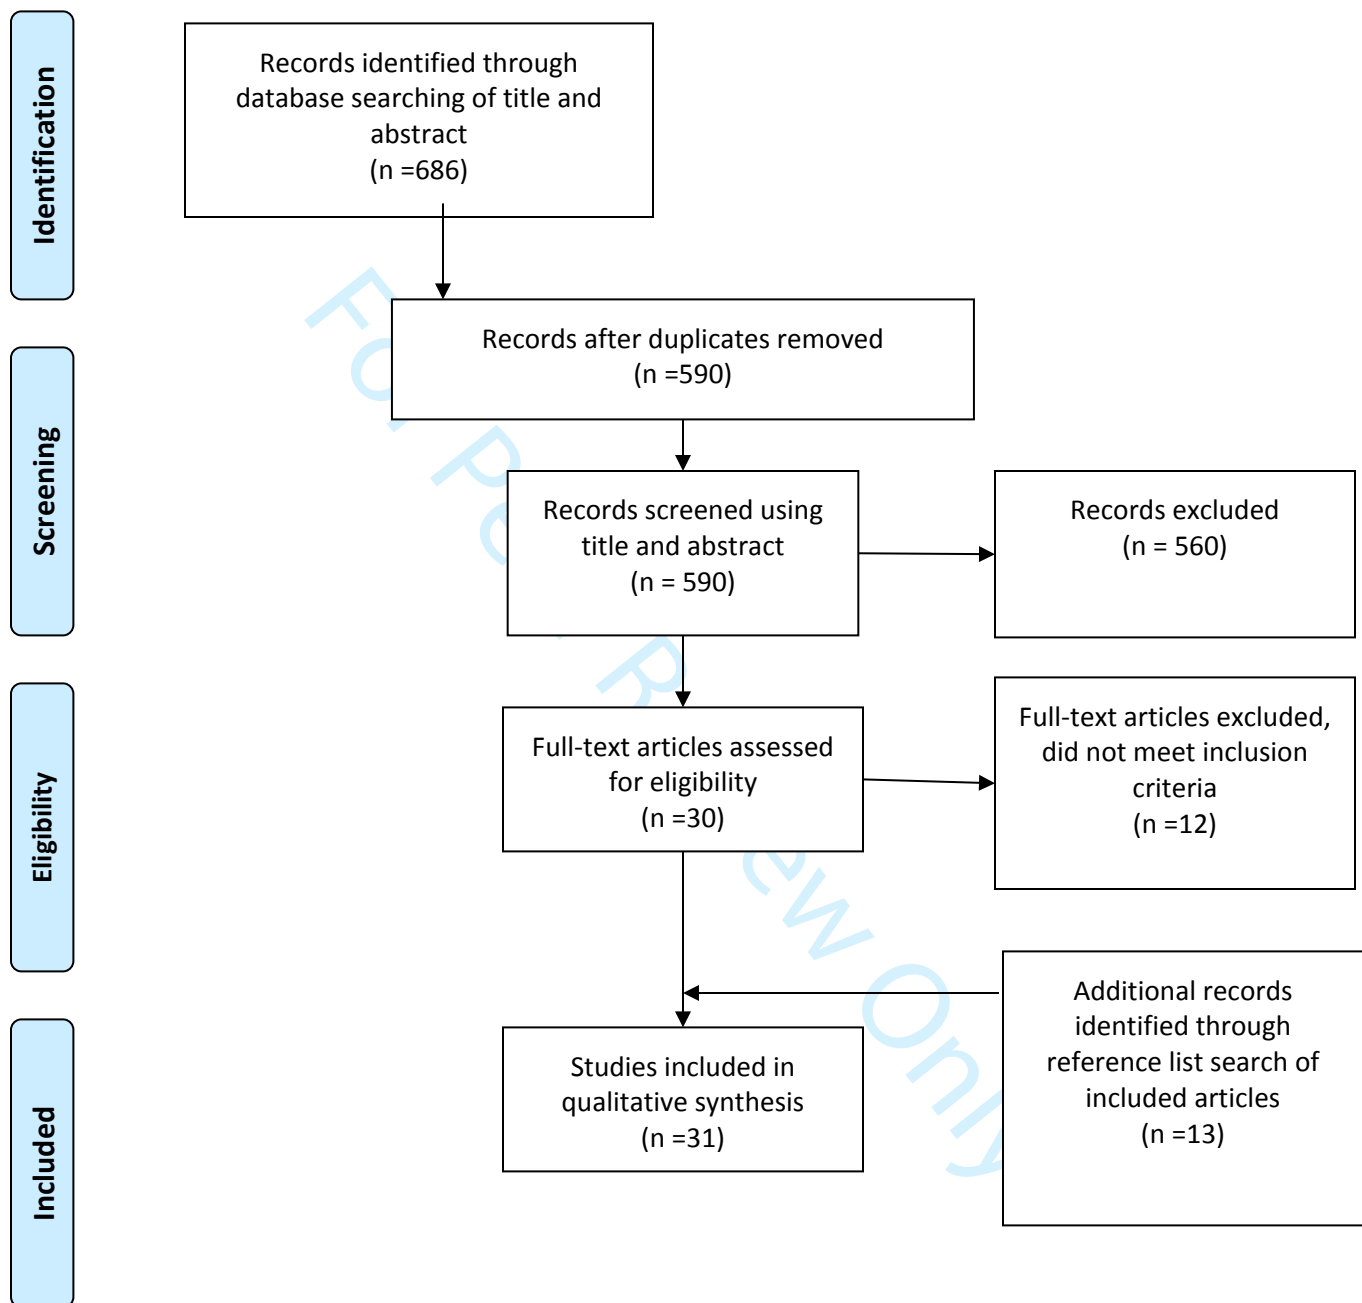 Identification
Records identified through
database searching of title and
abstract
(n =686)
Records after duplicates removed
(n =590)
Screening
Records screened using
title and abstract
(n = 590)
Records excluded
(n = 560)
Eligibility
Full-text articles assessed
for eligibility
(n =30)
Full-text articles excluded,
did not meet inclusion
criteria
(n =12)
Additional records
identified through
reference list search of
included articles
(n =13)
Included
Studies included in
qualitative synthesis
(n =31)
For Peer Review Only